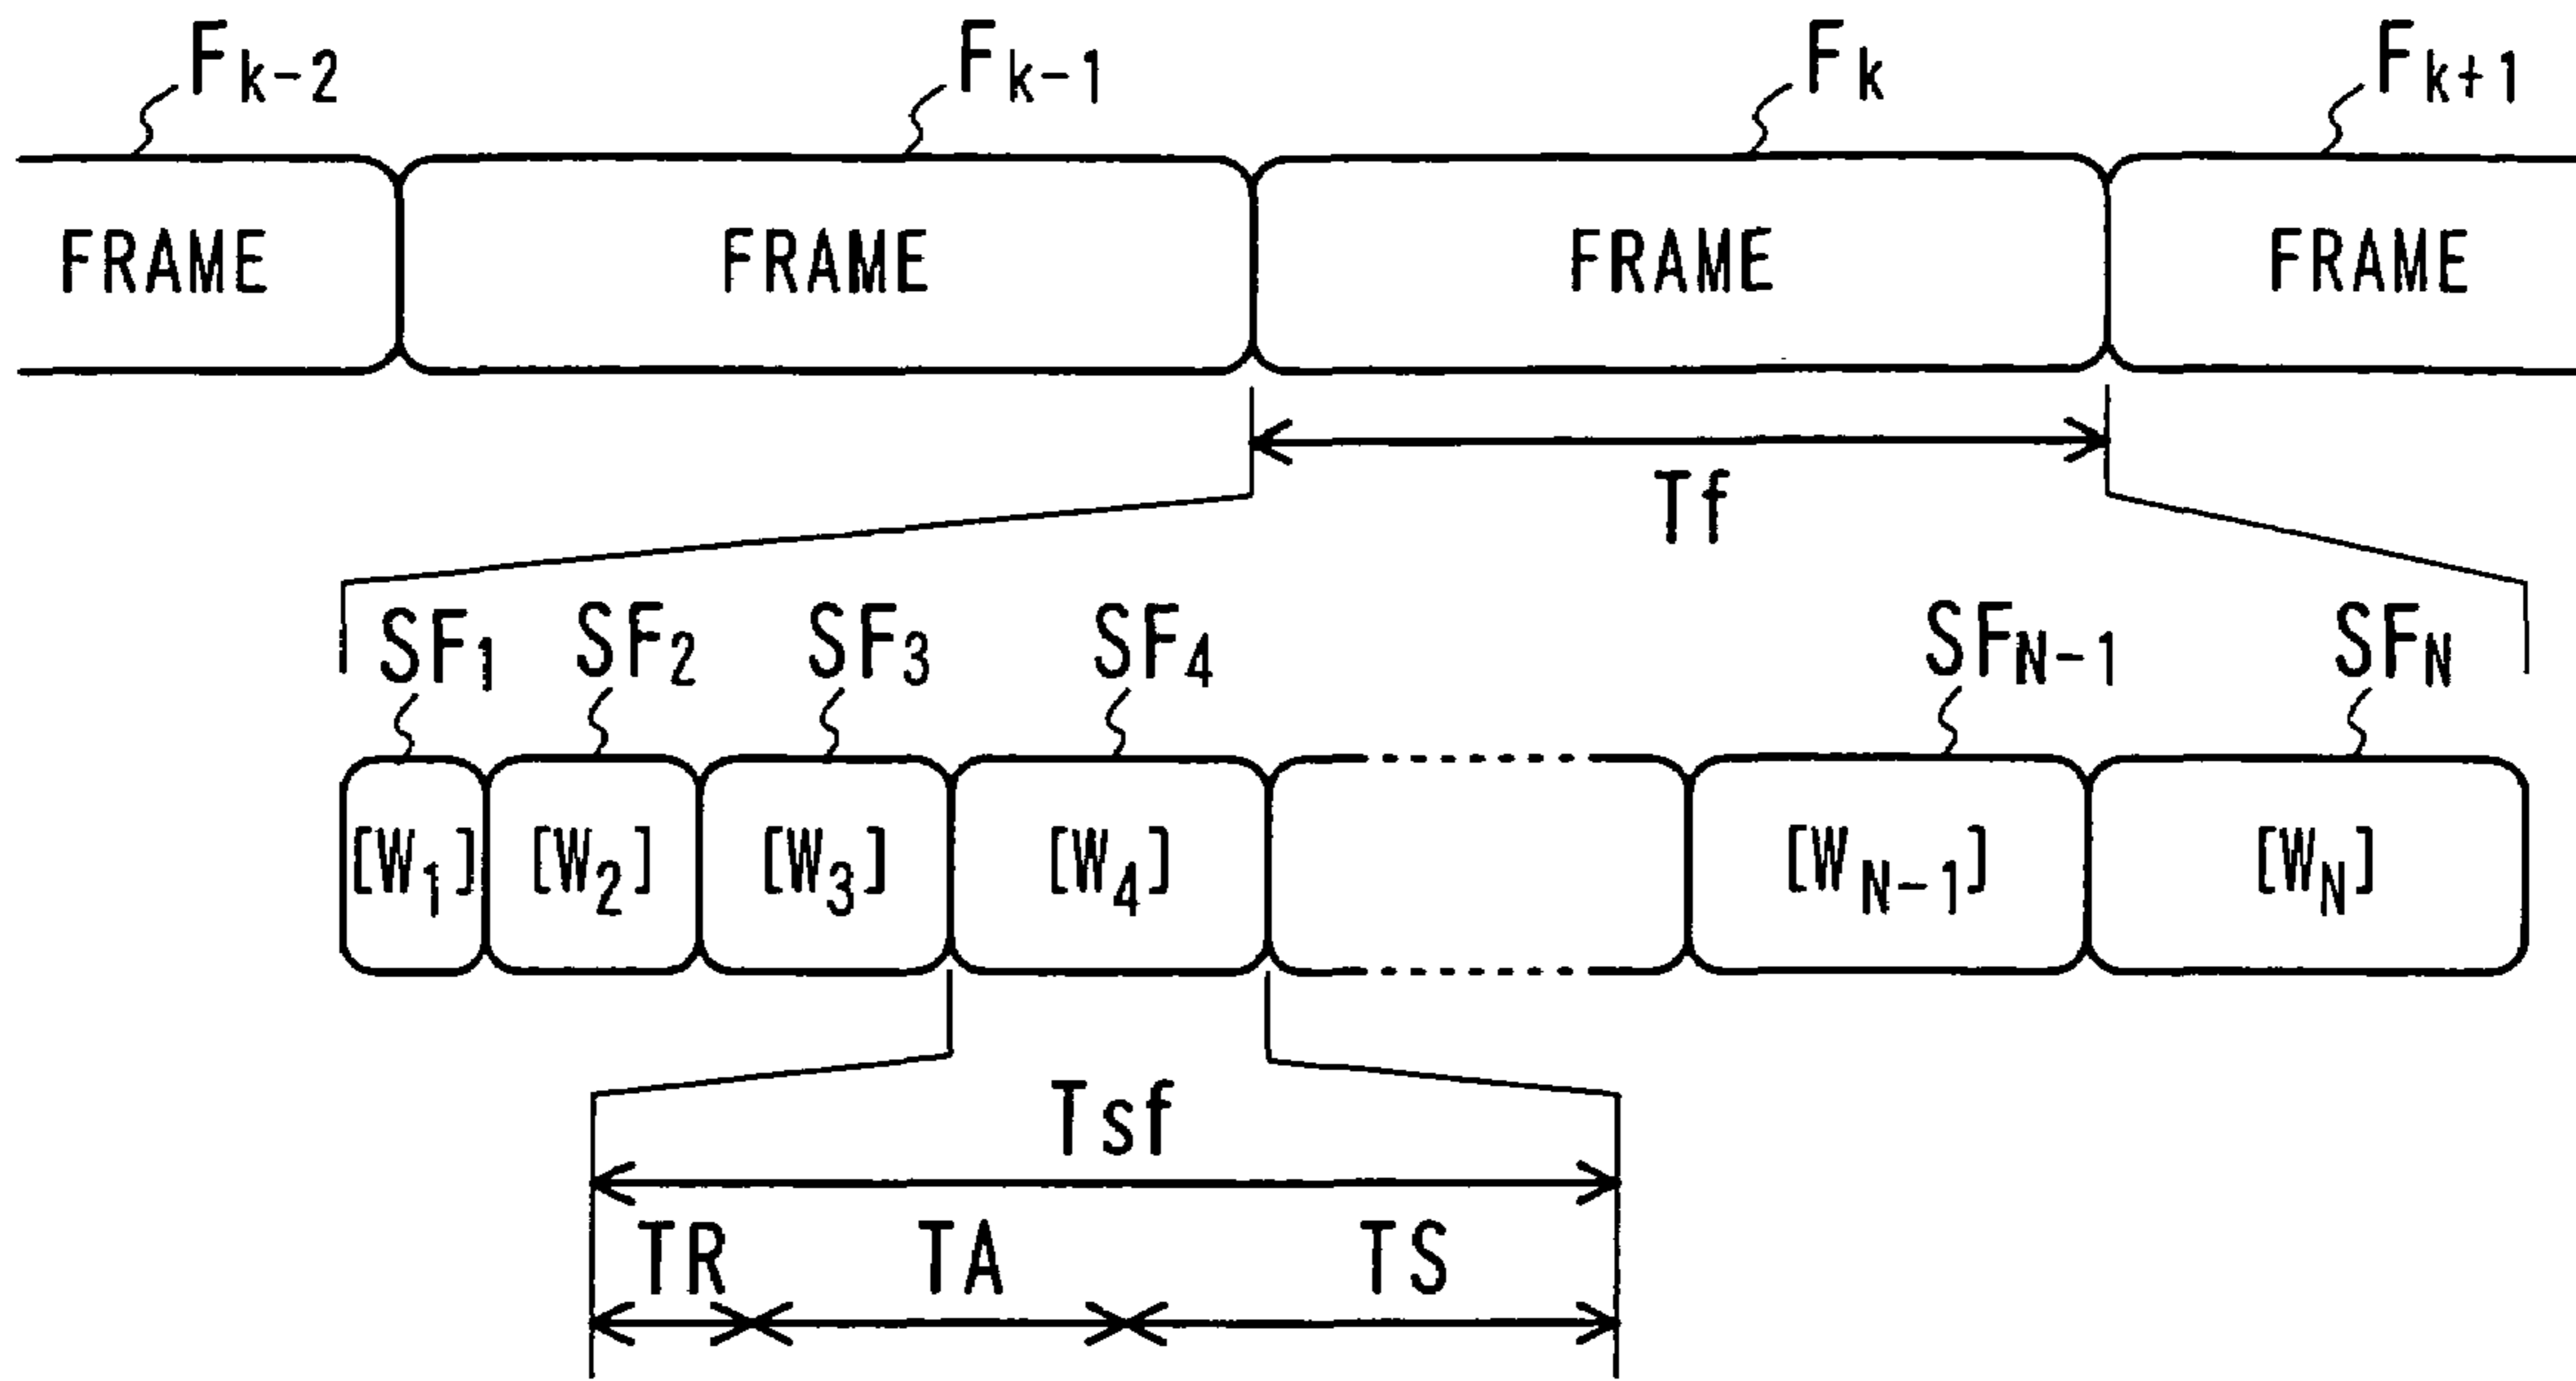 Fk-2 Fk-1 Fk Fk+1
FRAME FRAME FRAME FRAME
Tf
SF1 SF2 SF3 SF4 SFN-1 SFN
[W1] [W2] [W3] [W4] [WN-1] [WN]
Tsf
TR TA TS